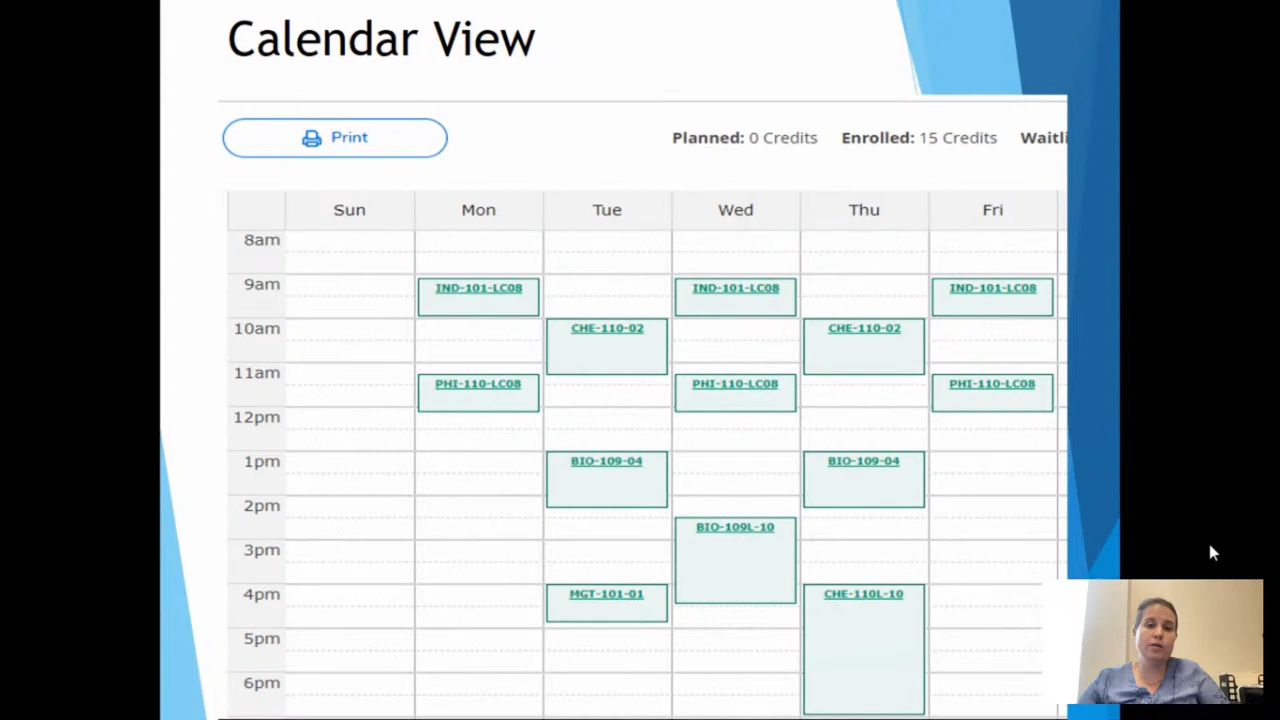 Calendar View
Print
Planned: 0 Credits Enrolled: 15 Credits Waitli
Sun Mon Tue Wed Thu Fri
8am
9am IND-101-LC08 IND-101-LC08 IND-101-LC08
10am CHE-110-02 CHE-110-02
11am PHI-110-LC08 PHI-110-LC08 PHI-110-LC08
12pm
1pm BIO-109-04 BIO-109-04
2pm
BIO-109L-10
3pm
4pm MGT-101-01 CHE-110L-10
5pm
6pm